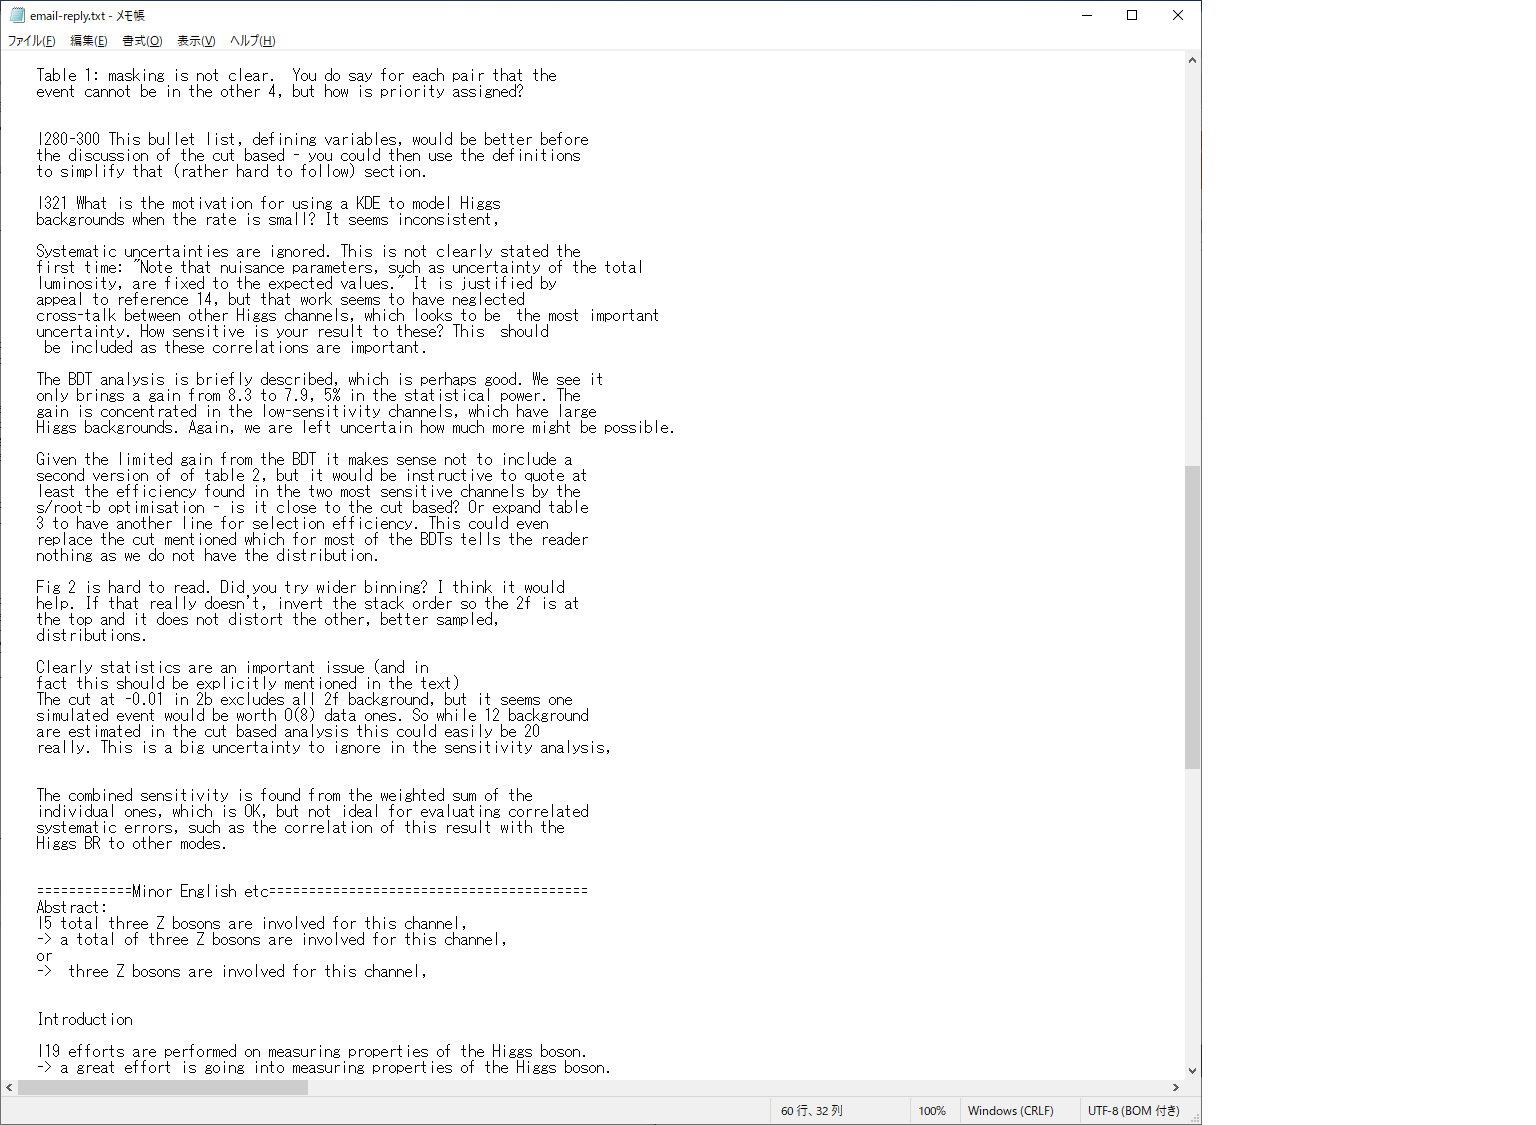 email-reply.txt - メモ帳
ファイル(F) 編集(E) 書式(O) 表示(V) ヘルプ(H)
Table 1: masking is not clear.  You do say for each pair that the
event cannot be in the other 4, but how is priority assigned?
l280-300 This bullet list, defining variables, would be better before
the discussion of the cut based - you could then use the definitions
to simplify that (rather hard to follow) section.
l321 What is the motivation for using a KDE to model Higgs
backgrounds when the rate is small? It seems inconsistent,
Systematic uncertainties are ignored. This is not clearly stated the
first time: "Note that nuisance parameters, such as uncertainty of the total
luminosity, are fixed to the expected values." It is justified by
appeal to reference 14, but that work seems to have neglected
cross-talk between other Higgs channels, which looks to be  the most important
uncertainty. How sensitive is your result to these? This  should
be included as these correlations are important.
The BDT analysis is briefly described, which is perhaps good. We see it
only brings a gain from 8.3 to 7.9, 5% in the statistical power. The
gain is concentrated in the low-sensitivity channels, which have large
Higgs backgrounds. Again, we are left uncertain how much more might be possible.
Given the limited gain from the BDT it makes sense not to include a
second version of of table 2, but it would be instructive to quote at
least the efficiency found in the two most sensitive channels by the
s/root-b optimisation - is it close to the cut based? Or expand table
3 to have another line for selection efficiency. This could even
replace the cut mentioned which for most of the BDTs tells the reader
nothing as we do not have the distribution.
Fig 2 is hard to read. Did you try wider binning? I think it would
help. If that really doesn't, invert the stack order so the 2f is at
the top and it does not distort the other, better sampled,
distributions.
Clearly statistics are an important issue (and in
fact this should be explicitly mentioned in the text)
The cut at -0.01 in 2b excludes all 2f background, but it seems one
simulated event would be worth O(8) data ones. So while 12 background
are estimated in the cut based analysis this could easily be 20
really. This is a big uncertainty to ignore in the sensitivity analysis,
The combined sensitivity is found from the weighted sum of the
individual ones, which is OK, but not ideal for evaluating correlated
systematic errors, such as the correlation of this result with the
Higgs BR to other modes.
============Minor English etc========================================
Abstract:
l5 total three Z bosons are involved for this channel,
-> a total of three Z bosons are involved for this channel,
or
->  three Z bosons are involved for this channel,
Introduction
l19 efforts are performed on measuring properties of the Higgs boson.
-> a great effort is going into measuring properties of the Higgs boson.
60 行、32 列 100% Windows (CRLF) UTF-8 (BOM 付き)